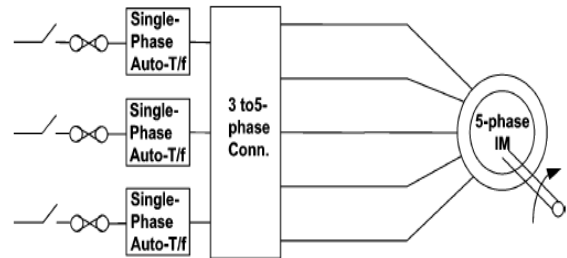 Single-
Phase
Auto-T/f
Single-
Phase
Auto-T/f
Single-
Phase
Auto-T/f
3 to5-
phase
Conn.
5-phase
IM